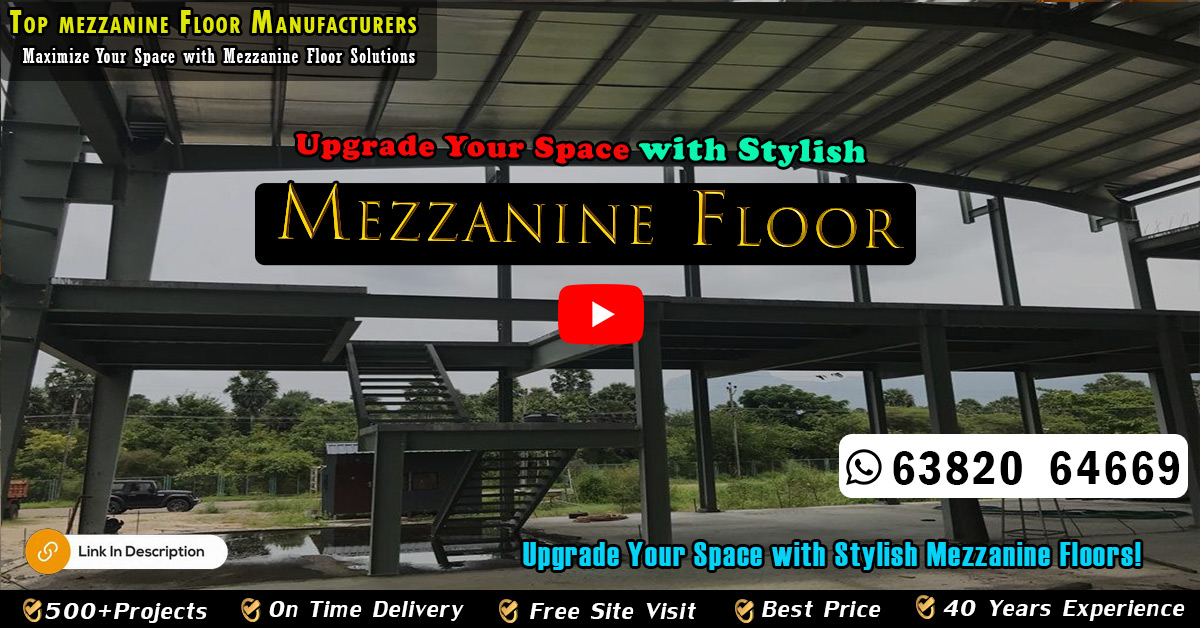 Top mezzanine Floor Manufacturers
Maximize Your Space with Mezzanine Floor Solutions
Upgrade Your Space with Stylish
Mezzanine Floor
63820 64669
Link In Description
Upgrade Your Space with Stylish Mezzanine Floors!
500+Projects On Time Delivery Free Site Visit Best Price 40 Years Experience